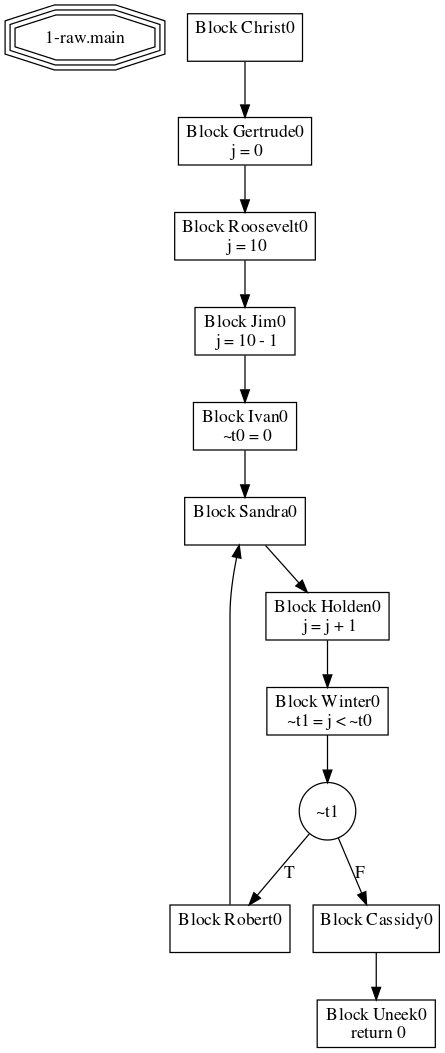 1-raw.main
Block Christ0
Block Gertrude0
j = 0
Block Roosevelt0
j = 10
Block Jim0
j = 10 - 1
Block Ivan0
~t0 = 0
Block Sandra0
Block Holden0
j = j + 1
Block Winter0
~t1 = j < ~t0
~t1
T
F
Block Robert0
Block Cassidy0
Block Uneek0
return 0